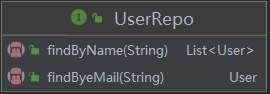 UserRepo
findByName(String) List<User>
findByeMail(String) User